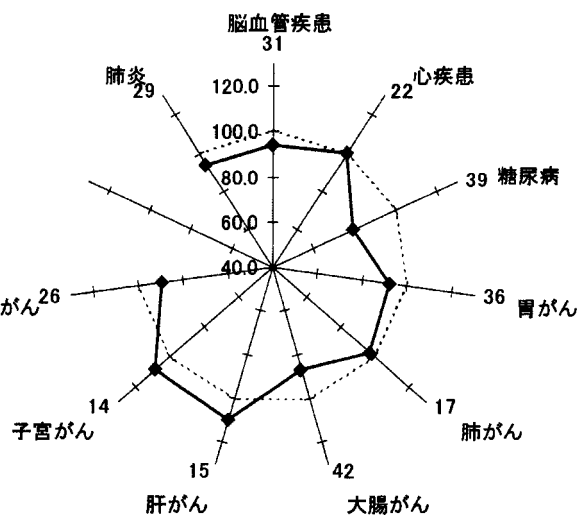 脳血管疾患
31
肺炎
29
22 心疾患
120.0
100.0
80.0
60.0
40.0
39 糖尿病
36
胃がん
17
肺がん
42
大腸がん
15
肝がん
14
子宮がん
がん 26